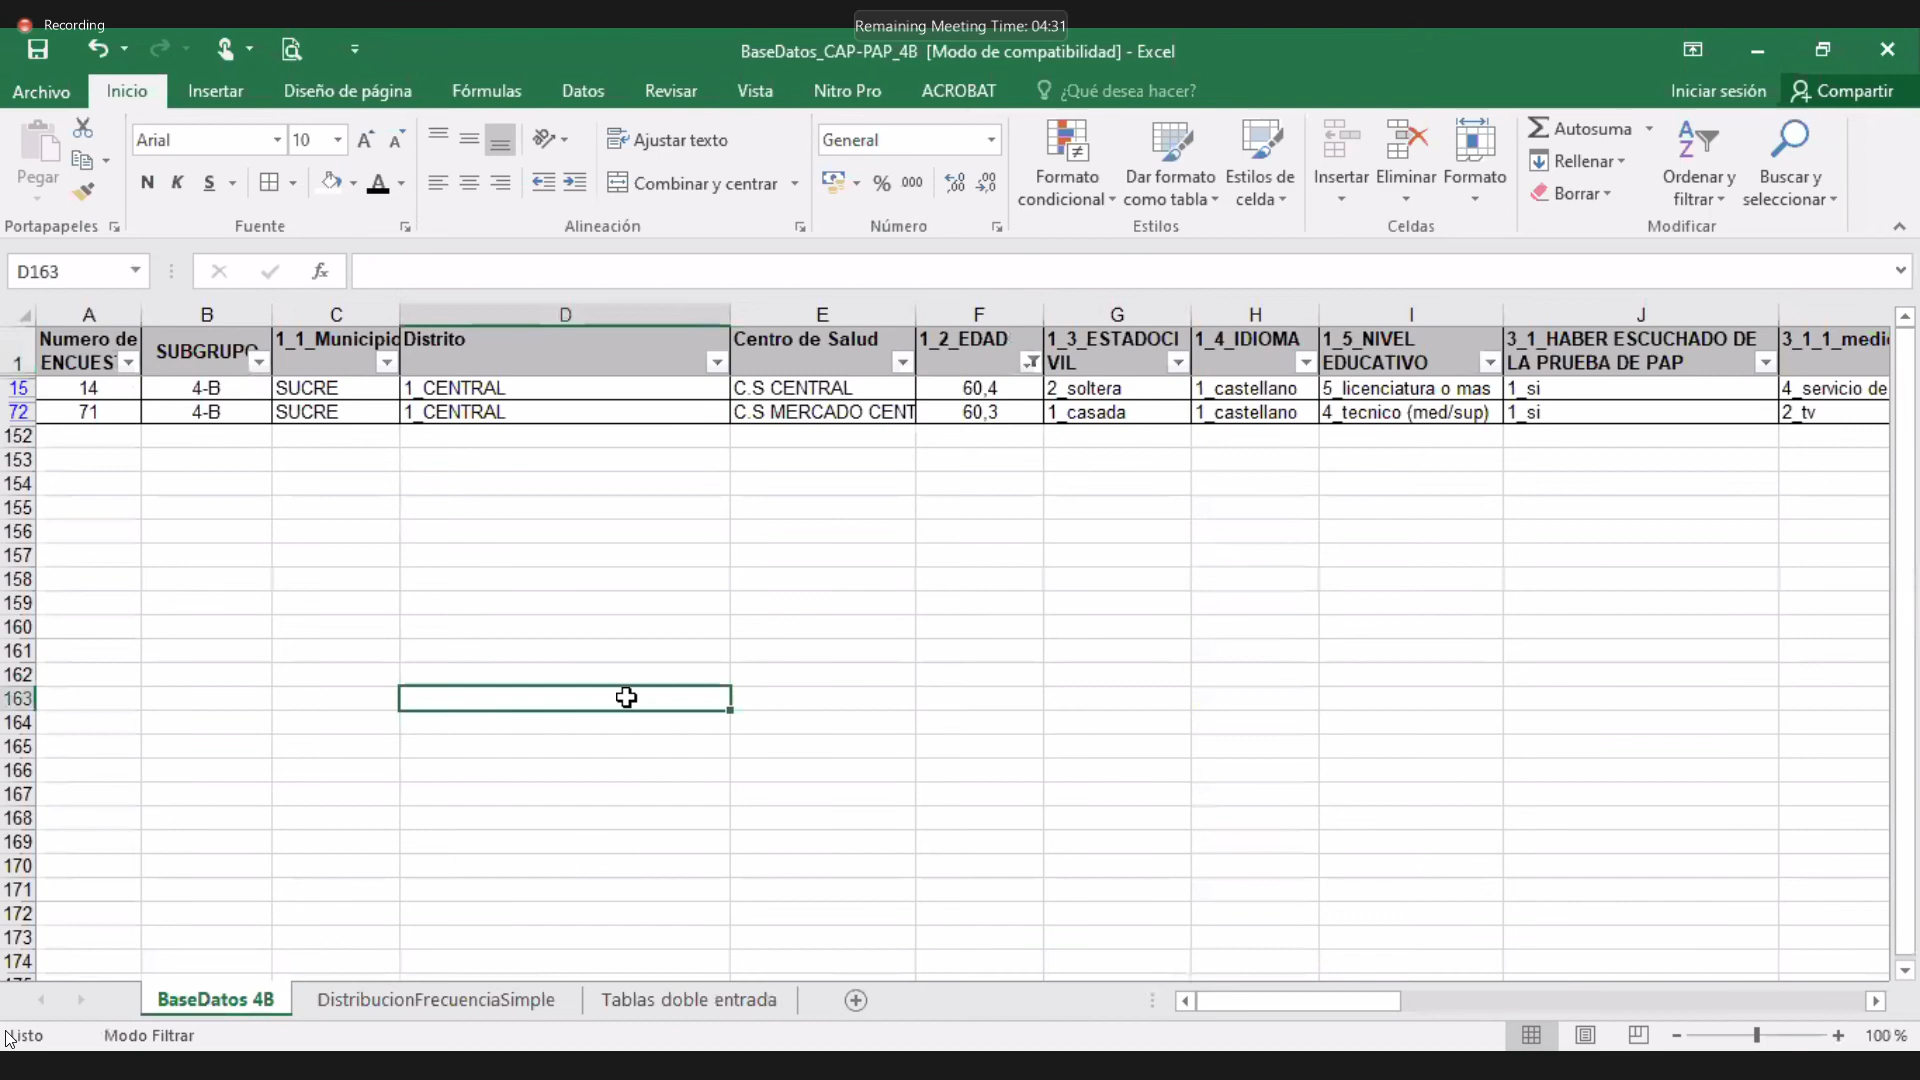 Recording
Remaining Meeting Time: 04:31
BaseDatos_CAP-PAP_4B [Modo de compatibilidad] - Excel
Archivo Inicio Insertar Diseño de página Fórmulas Datos Revisar Vista Nitro Pro ACROBAT ¿Qué desea hacer? Iniciar sesión Compartir
Pegar
Arial 10
N K S
Ajustar texto
Combinar y centrar
General
% 000
Formato condicional
Dar formato como tabla
Estilos de celda
Insertar Eliminar Formato
Autosuma
Rellenar
Borrar
Ordenar y filtrar
Buscar y seleccionar
Portapapeles Fuente Alineación Número Estilos Celdas Modificar
D163 fx
A B C D E F G H I J
1 Numero de ENCUES SUBGRUPO 1_1_Municipio Distrito Centro de Salud 1_2_EDAD 1_3_ESTADOCIVIL 1_4_IDIOMA 1_5_NIVEL EDUCATIVO 3_1_HABER ESCUCHADO DE LA PRUEBA DE PAP 3_1_1_medi
15 14 4-B SUCRE 1_CENTRAL C.S CENTRAL 60,4 2_soltera 1_castellano 5_licenciatura o mas 1_si 4_servicio de
72 71 4-B SUCRE 1_CENTRAL C.S MERCADO CENT 60,3 1_casada 1_castellano 4_tecnico (med/sup) 1_si 2_tv
152
153
154
155
156
157
158
159
160
161
162
163
164
165
166
167
168
169
170
171
172
173
174
BaseDatos 4B DistribucionFrecuenciaSimple Tablas doble entrada
Listo Modo Filtrar 100 %